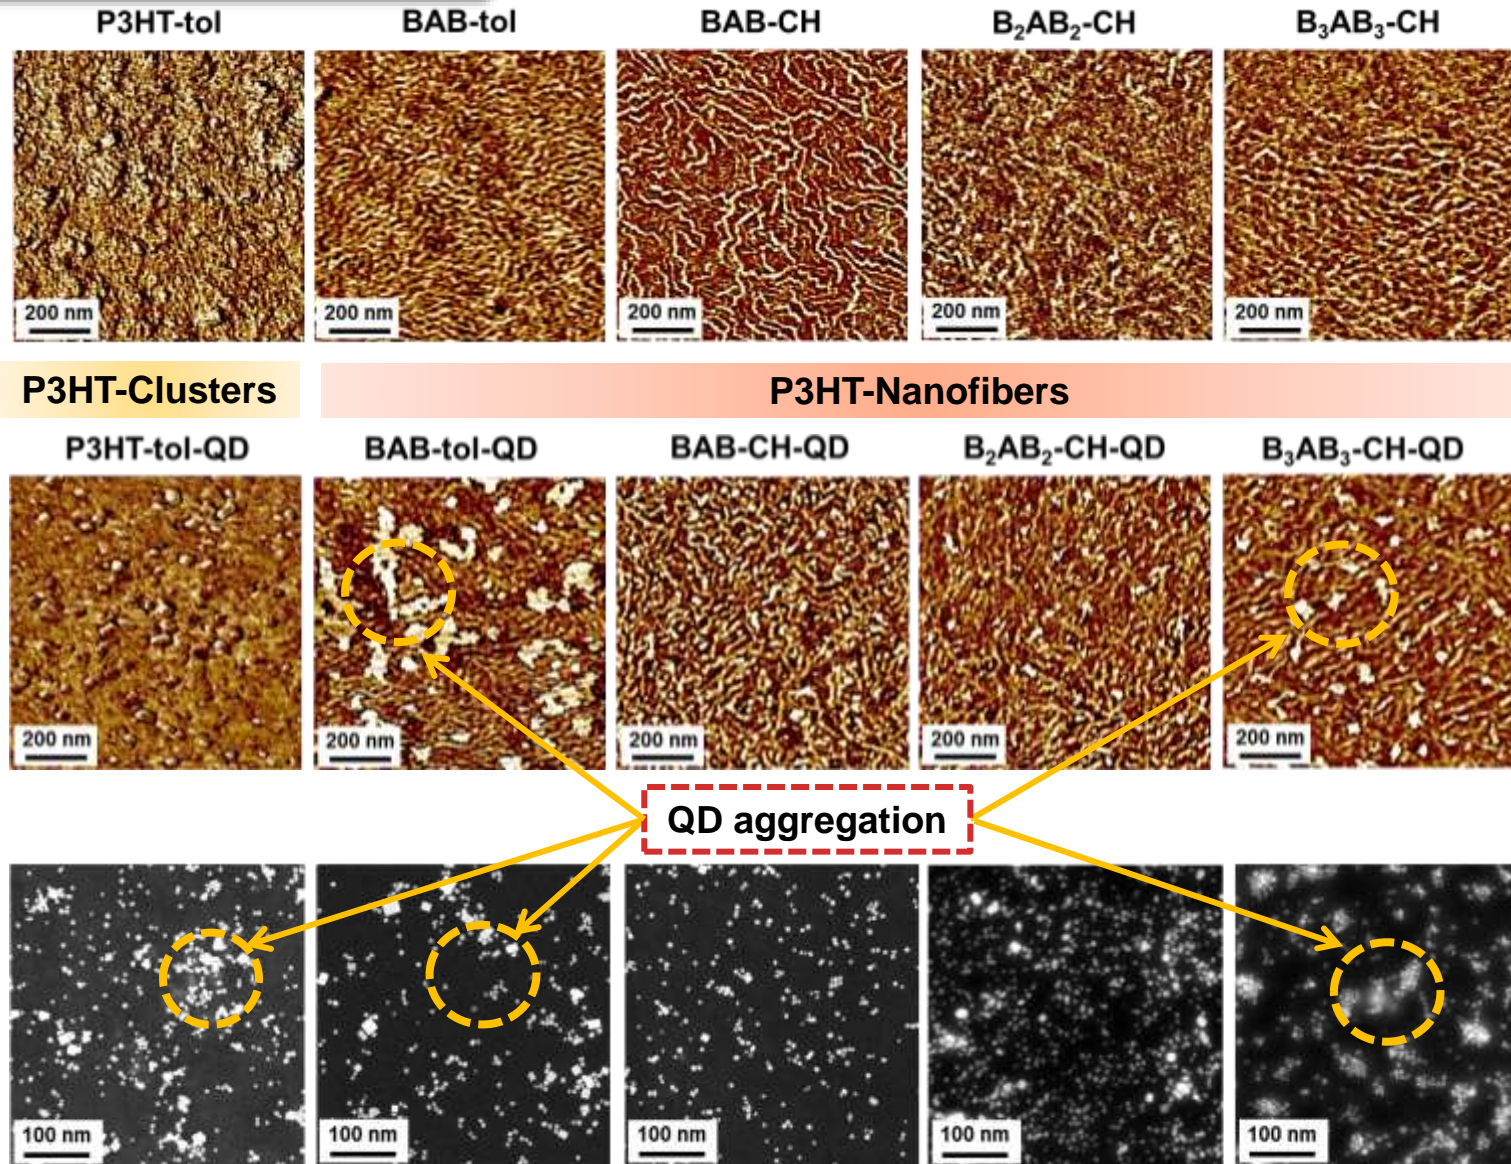 P3HT-tol
BAB-tol
BAB-CH
B₂AB₂-CH
B₃AB₃-CH
200 nm
200 nm
200 nm
200 nm
200 nm
P3HT-Clusters
P3HT-Nanofibers
P3HT-tol-QD
BAB-tol-QD
BAB-CH-QD
B₂AB₂-CH-QD
B₃AB₃-CH-QD
200 nm
200 nm
200 nm
200 nm
200 nm
QD aggregation
100 nm
100 nm
100 nm
100 nm
100 nm